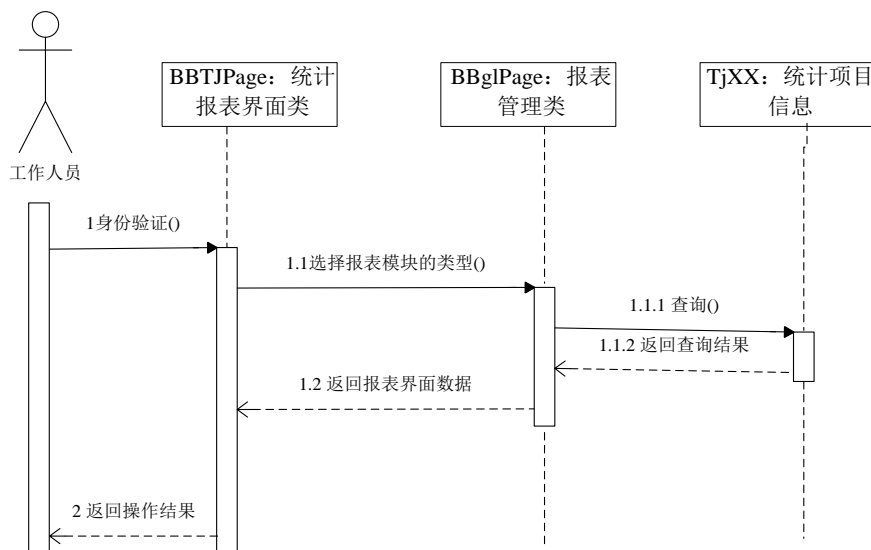 BBTJPage：统计
报表界面类
BBglPage：报表
管理类
TjXX：统计项目
信息
工作人员
1身份验证()
1.1选择报表模块的类型()
1.1.1 查询()
1.1.2 返回查询结果
1.2 返回报表界面数据
2 返回操作结果